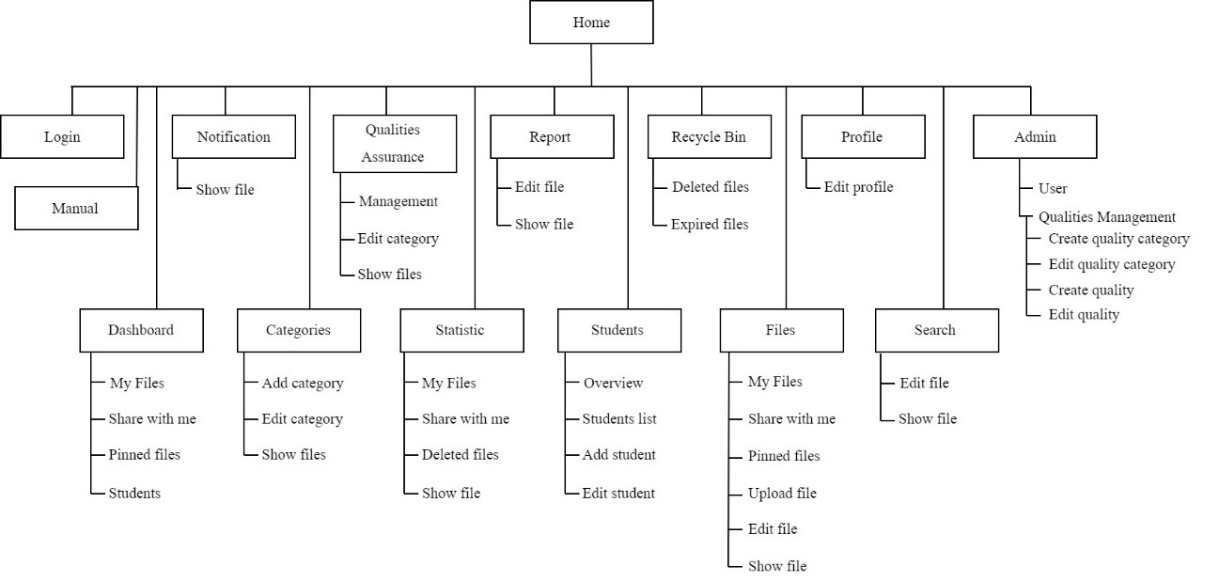 Home
Login
Notification
Show file
Qualities
Assurance
Management
Edit category
Show files
Report
Edit file
Show file
Recycle Bin
Deleted files
Expired files
Profile
Edit profile
Admin
User
Qualities Management
Create quality category
Edit quality category
Create quality
Edit quality
Manual
Dashboard
My Files
Share with me
Pinned files
Students
Categories
Add category
Edit category
Show files
Statistic
My Files
Share with me
Deleted files
Show file
Students
Overview
Students list
Add student
Edit student
Files
My Files
Share with me
Pinned files
Upload file
Edit file
Show file
Search
Edit file
Show file